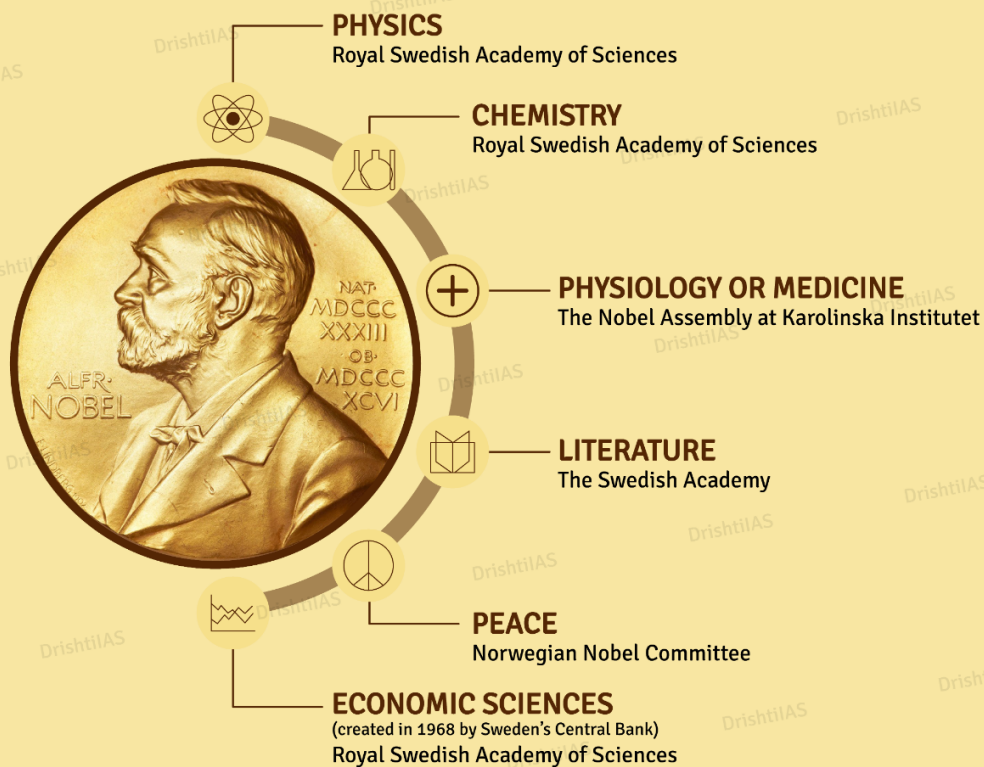 PHYSICS
Royal Swedish Academy of Sciences
CHEMISTRY
Royal Swedish Academy of Sciences
PHYSIOLOGY OR MEDICINE
The Nobel Assembly at Karolinska Institutet
NAT·
MDCCC
XXXIII
OB·
MDCCC
XCVI
ALFR·
NOBEL
LITERATURE
The Swedish Academy
PEACE
Norwegian Nobel Committee
ECONOMIC SCIENCES
(created in 1968 by Sweden's Central Bank)
Royal Swedish Academy of Sciences
DrishtiIAS